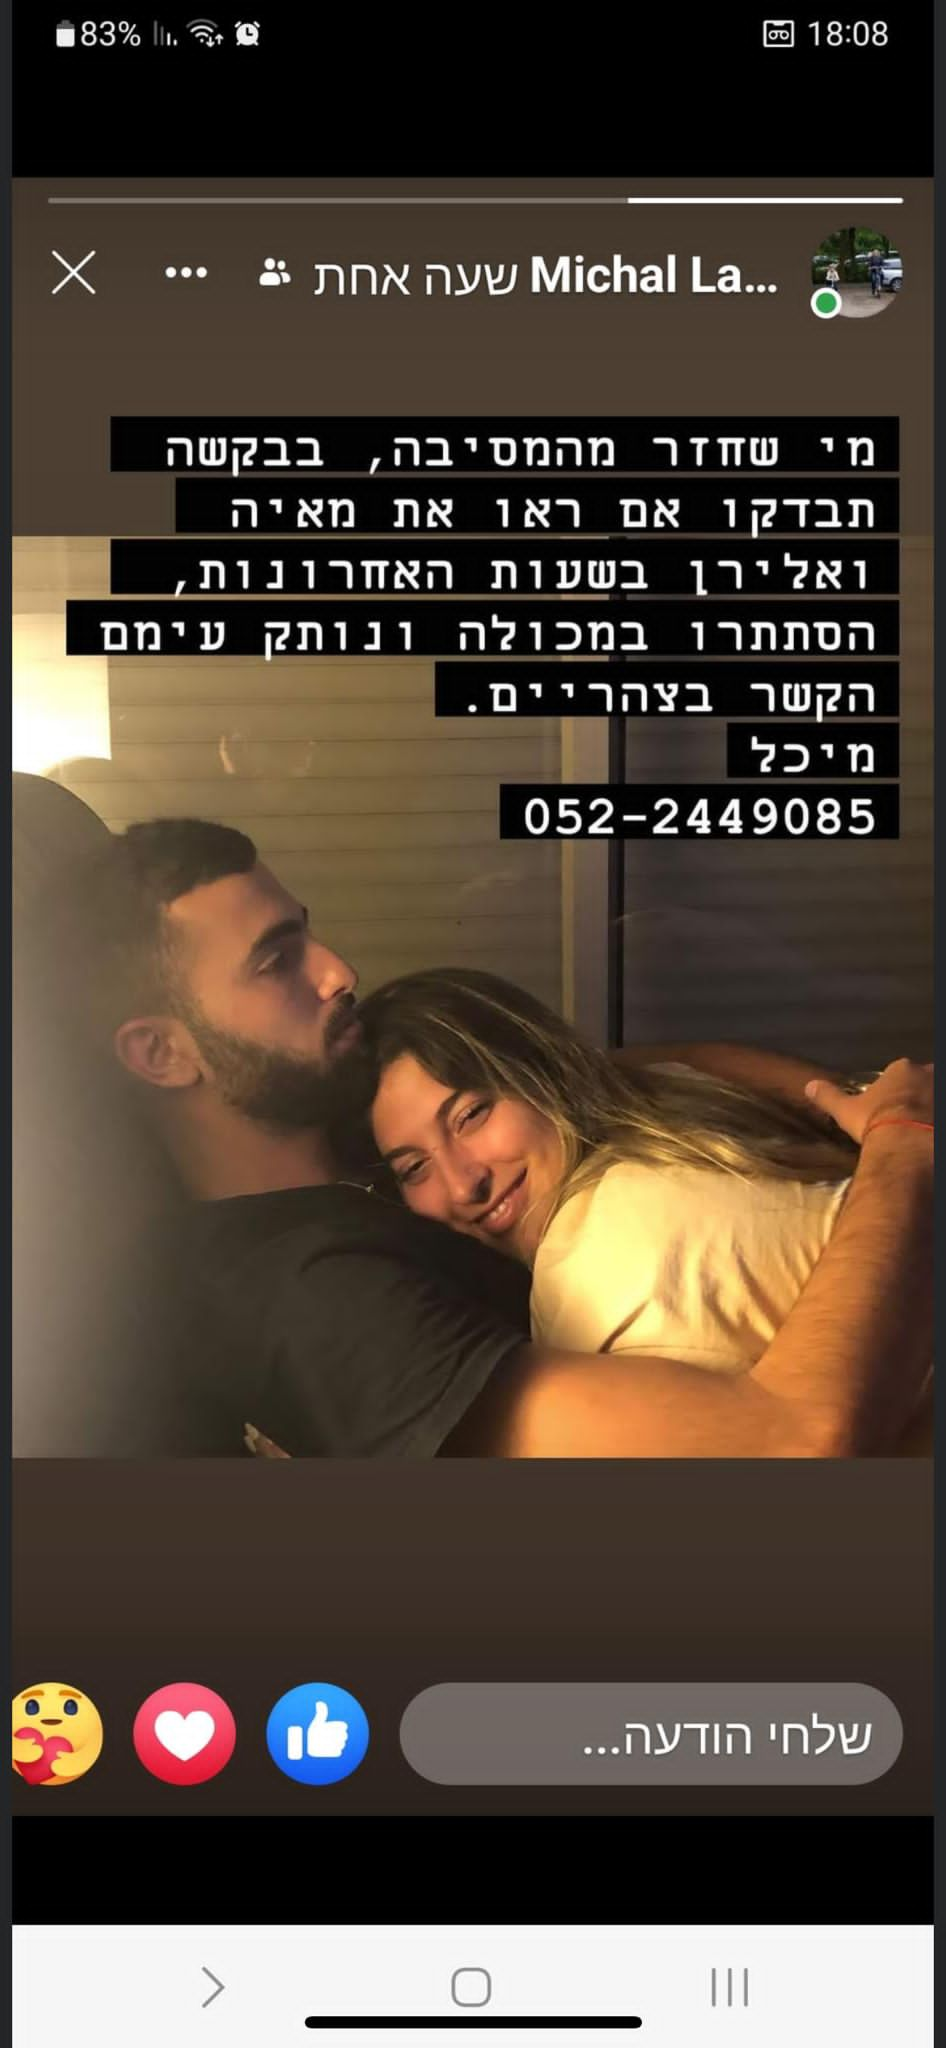 83%
18:08
Michal La... שעה אחת
מי שחזר מהמסיבה, בבקשה
תבדקו אם ראו את מאיה
ואלירן בשעות האחרונות,
הסתתרו במכולה ונותק עימם
הקשר בצהריים.
מיכל
052-2449085
שלחי הודעה...